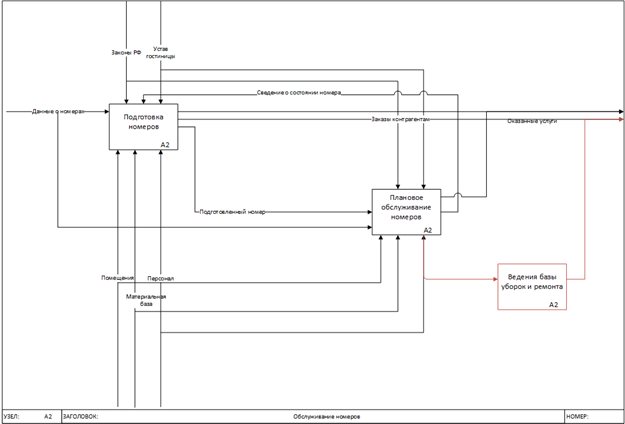 Законы РФ
Устав
гостиницы
Сведение о состоянии номера
Данные о номерах
Заказы контрагентам
Оказанные услуги
Подготовка
номеров
A2
Плановое
обслуживание
номеров
A2
Подготовленный номер
Помещения
Персонал
Материальная
база
Ведения базы
уборок и ремонта
A2
УЗЕЛ: A2 ЗАГОЛОВОК: Обслуживание номеров НОМЕР: